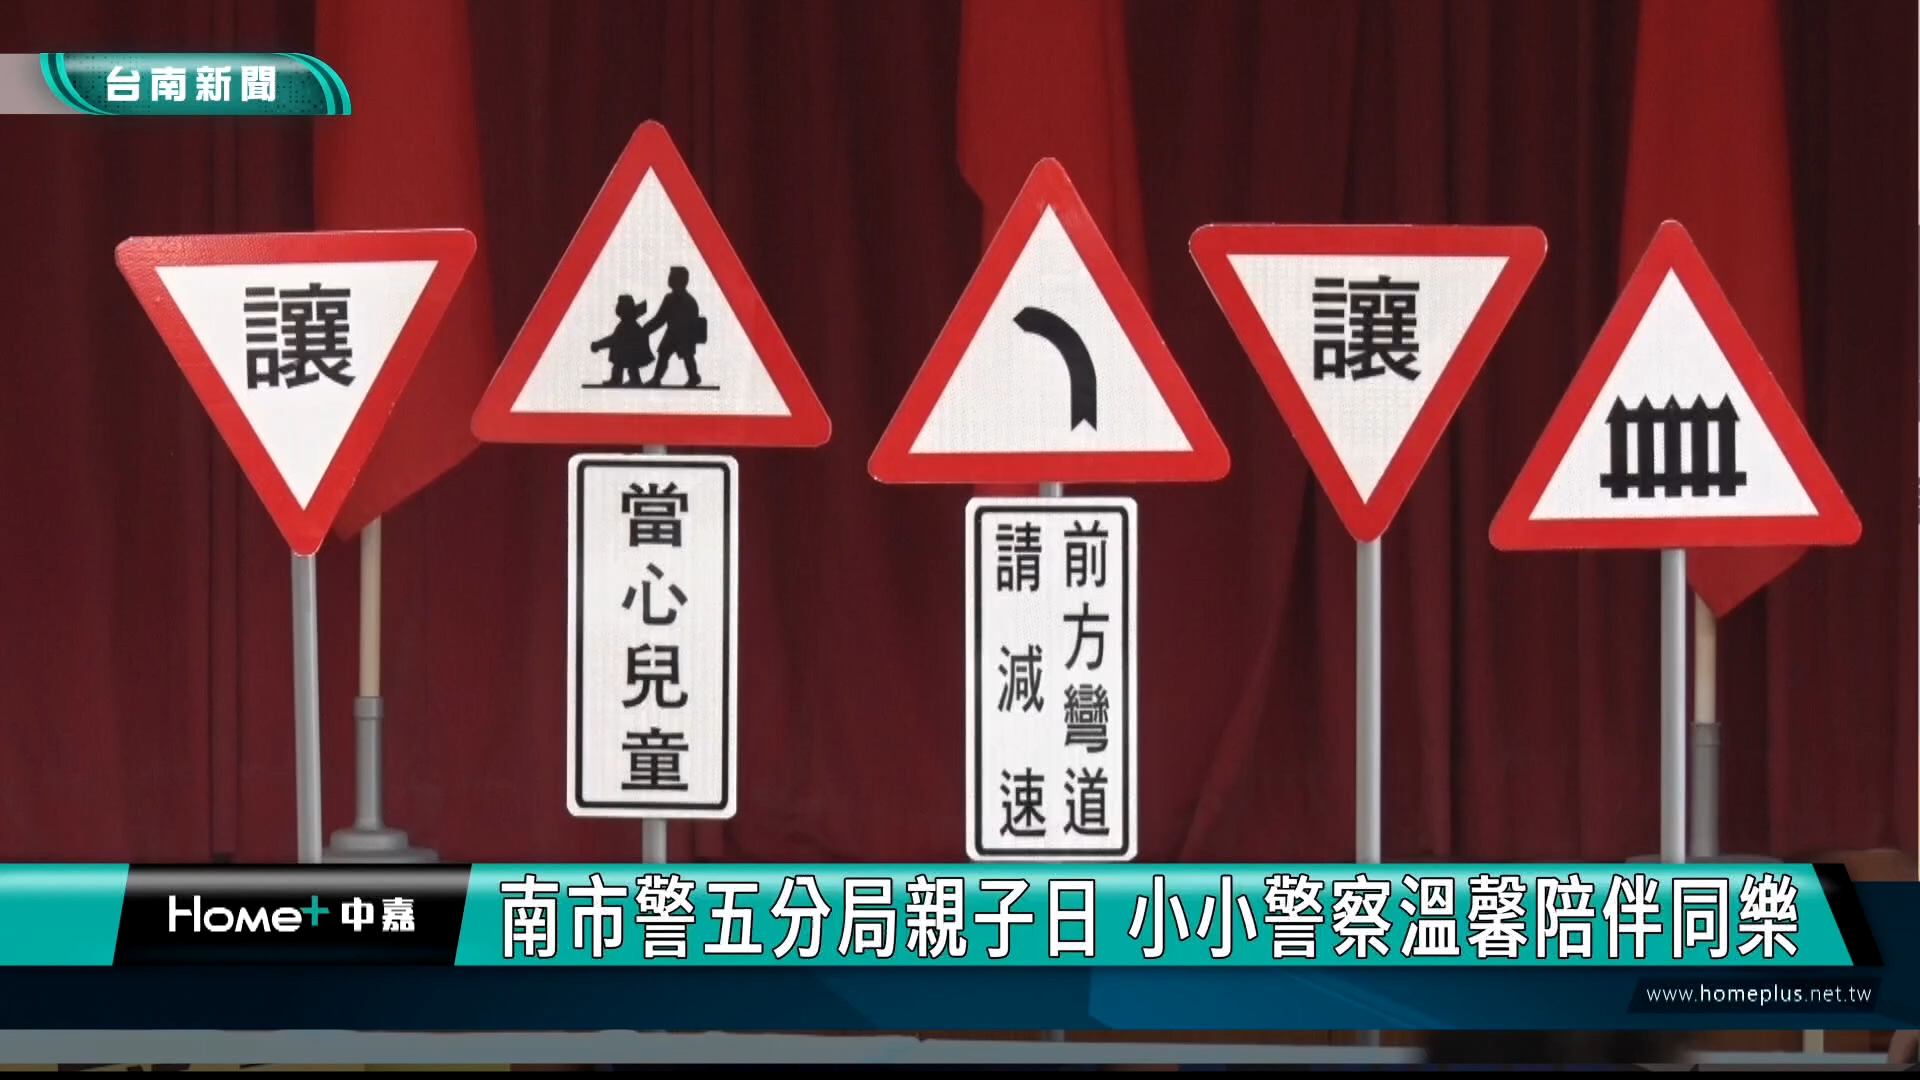 台南新聞
讓
當心兒童
前方彎道
請減速
讓
Home+ 中嘉
南市警五分局親子日 小小警察溫馨陪伴同樂
www.homeplus.net.tw